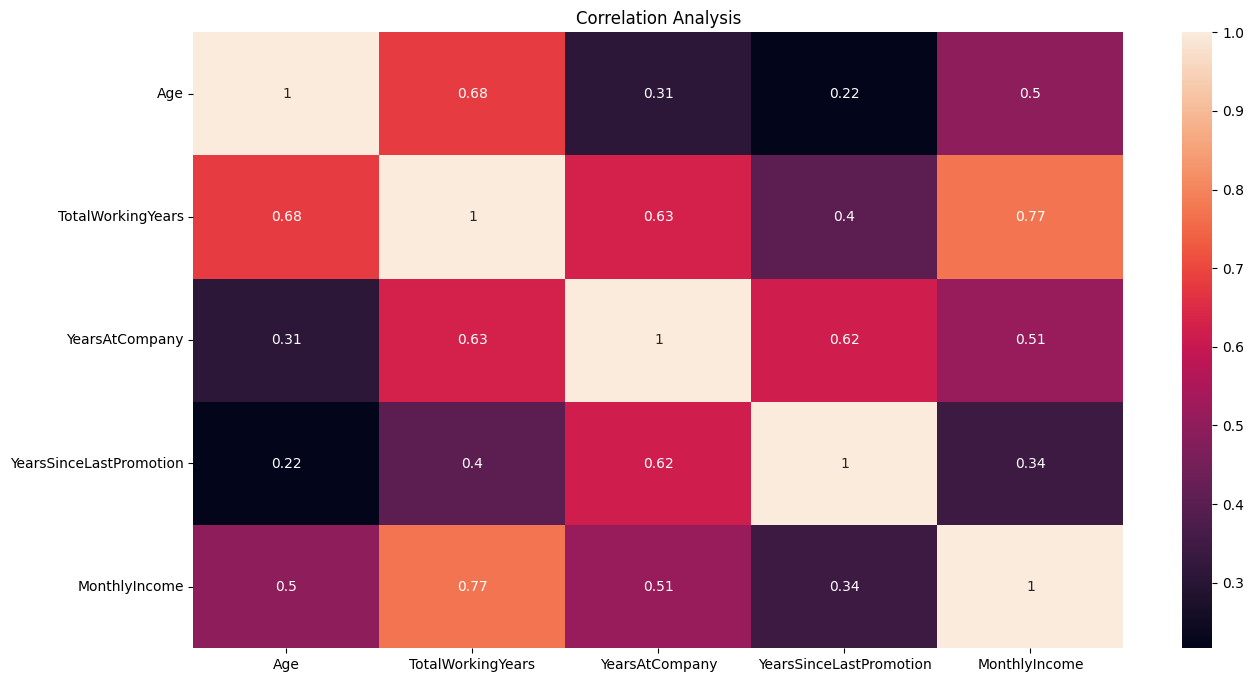 Correlation Analysis
Age 1 0.68 0.31 0.22 0.5
TotalWorkingYears 0.68 1 0.63 0.4 0.77
YearsAtCompany 0.31 0.63 1 0.62 0.51
YearsSinceLastPromotion 0.22 0.4 0.62 1 0.34
MonthlyIncome 0.5 0.77 0.51 0.34 1
Age TotalWorkingYears YearsAtCompany YearsSinceLastPromotion MonthlyIncome
1.0
0.9
0.8
0.7
0.6
0.5
0.4
0.3